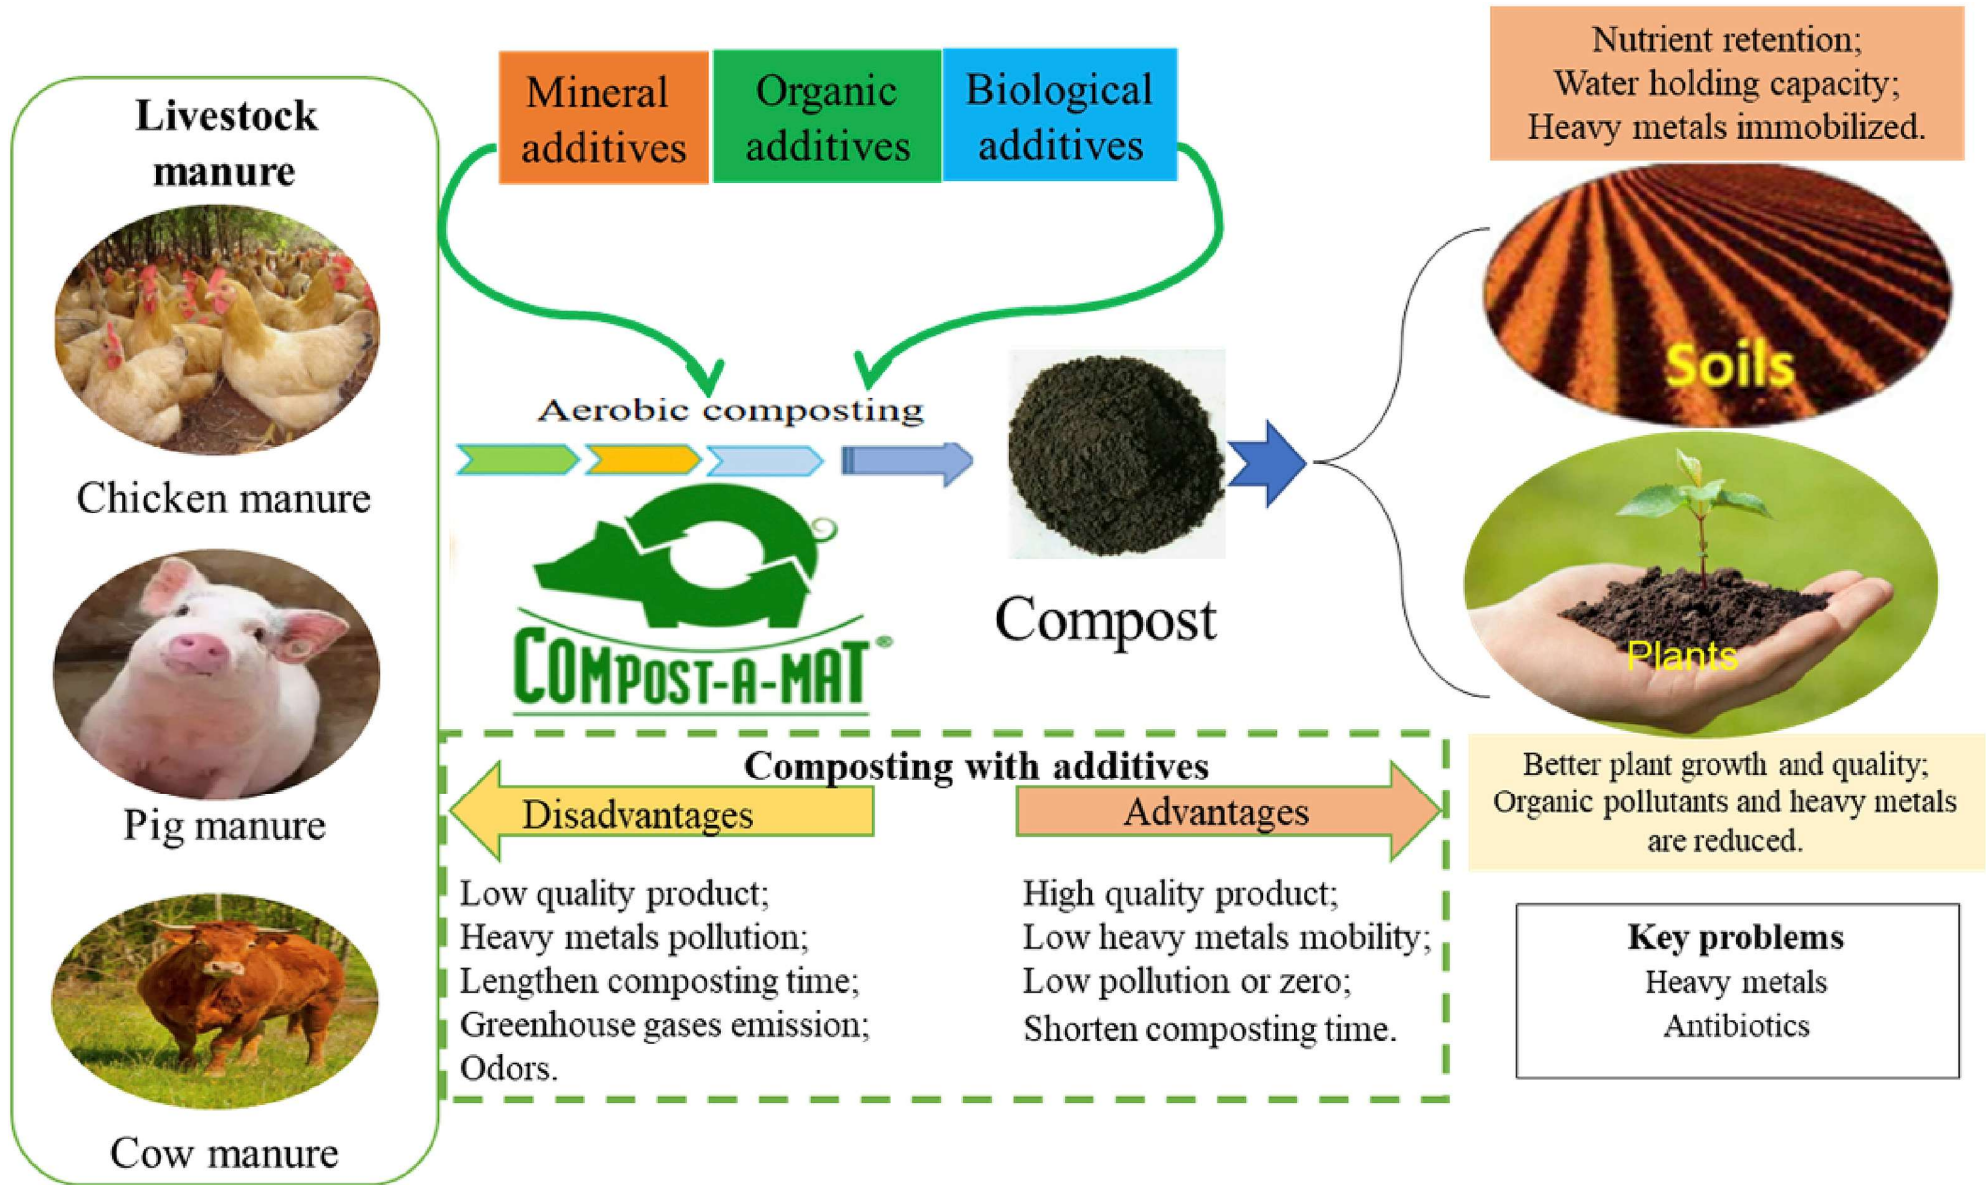 Livestock
manure
Chicken manure
Pig manure
Cow manure
Mineral
additives
Organic
additives
Biological
additives
Aerobic composting
COMPOST-A-MAT®
Compost
Nutrient retention;
Water holding capacity;
Heavy metals immobilized.
Soils
Plants
Better plant growth and quality;
Organic pollutants and heavy metals
are reduced.
Composting with additives
Disadvantages
Low quality product;
Heavy metals pollution;
Lengthen composting time;
Greenhouse gases emission;
Odors.
Advantages
High quality product;
Low heavy metals mobility;
Low pollution or zero;
Shorten composting time.
Key problems
Heavy metals
Antibiotics